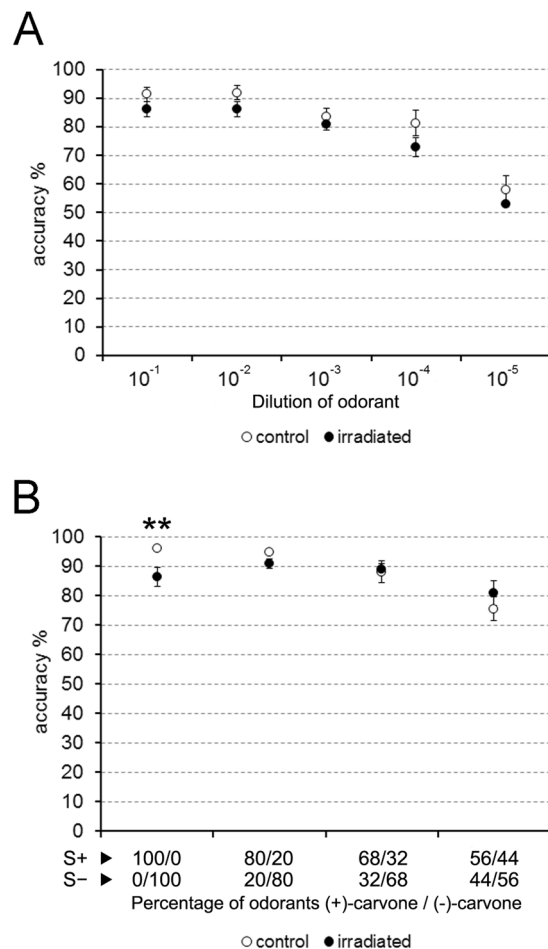 A
100
90
80
70
60
50
40
30
20
10
0
accuracy %
10⁻¹ 10⁻² 10⁻³ 10⁻⁴ 10⁻⁵
Dilution of odorant
○ control ● irradiated
B
**
100
90
80
70
60
50
40
30
20
10
0
accuracy %
S+ ► 100/0 80/20 68/32 56/44
S− ► 0/100 20/80 32/68 44/56
Percentage of odorants (+)-carvone / (-)-carvone
○ control ● irradiated